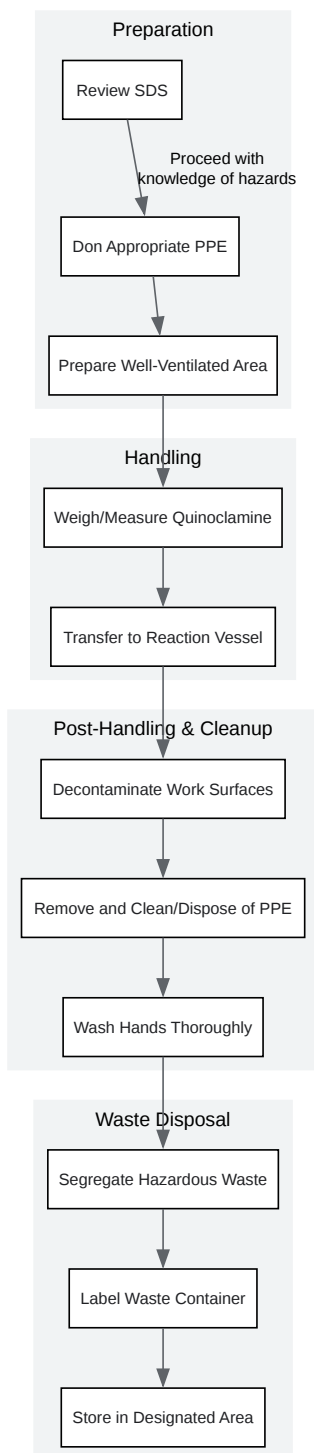 Preparation
Review SDS
Proceed with
knowledge of hazards
Don Appropriate PPE
Prepare Well-Ventilated Area
Handling
Weigh/Measure Quinoclamine
Transfer to Reaction Vessel
Post-Handling & Cleanup
Decontaminate Work Surfaces
Remove and Clean/Dispose of PPE
Wash Hands Thoroughly
Waste Disposal
Segregate Hazardous Waste
Label Waste Container
Store in Designated Area